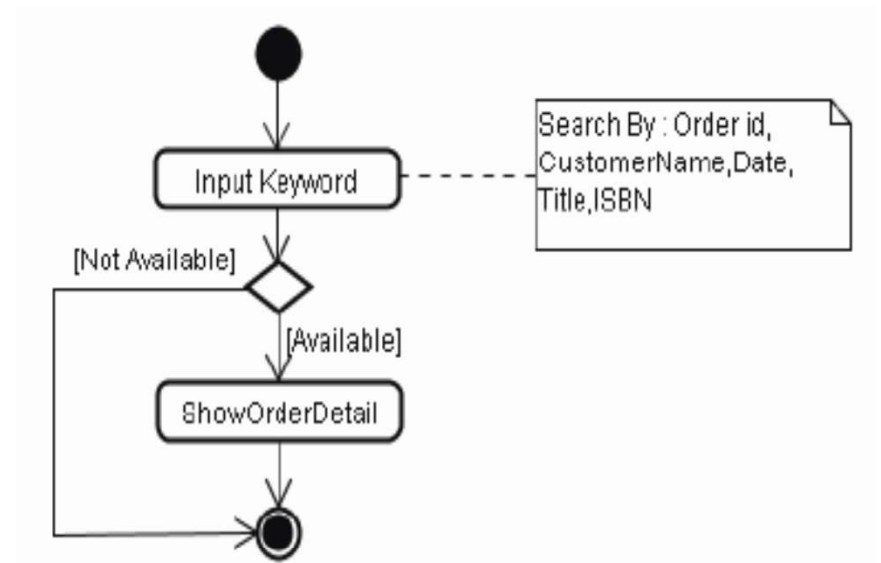 Search By : Order id,
CustomerName,Date,
Title,ISBN
Input Keyword
[Not Available]
[Available]
ShowOrderDetail